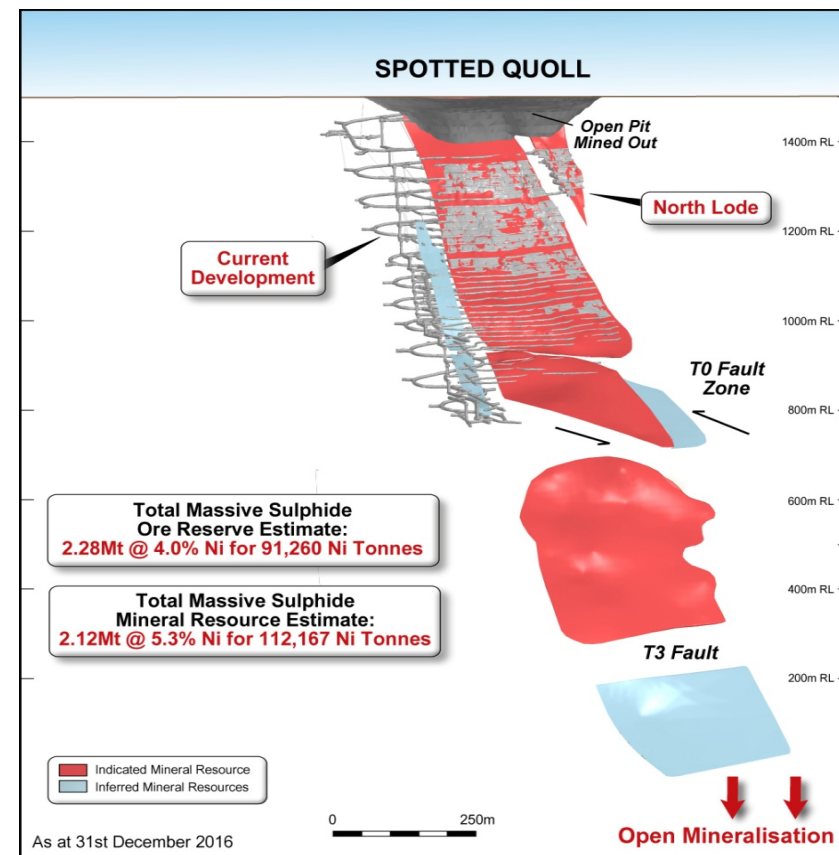 SPOTTED QUOLL
Open Pit
Mined Out
1400m RL
North Lode
1200m RL
Current
Development
1000m RL
T0 Fault
Zone
800m RL
Total Massive Sulphide
Ore Reserve Estimate:
2.28Mt @ 4.0% Ni for 91,260 Ni Tonnes
600m RL
Total Massive Sulphide
Mineral Resource Estimate:
2.12Mt @ 5.3% Ni for 112,167 Ni Tonnes
400m RL
T3 Fault
200m RL
Indicated Mineral Resource
Inferred Mineral Resources
0 250m
As at 31st December 2016
Open Mineralisation